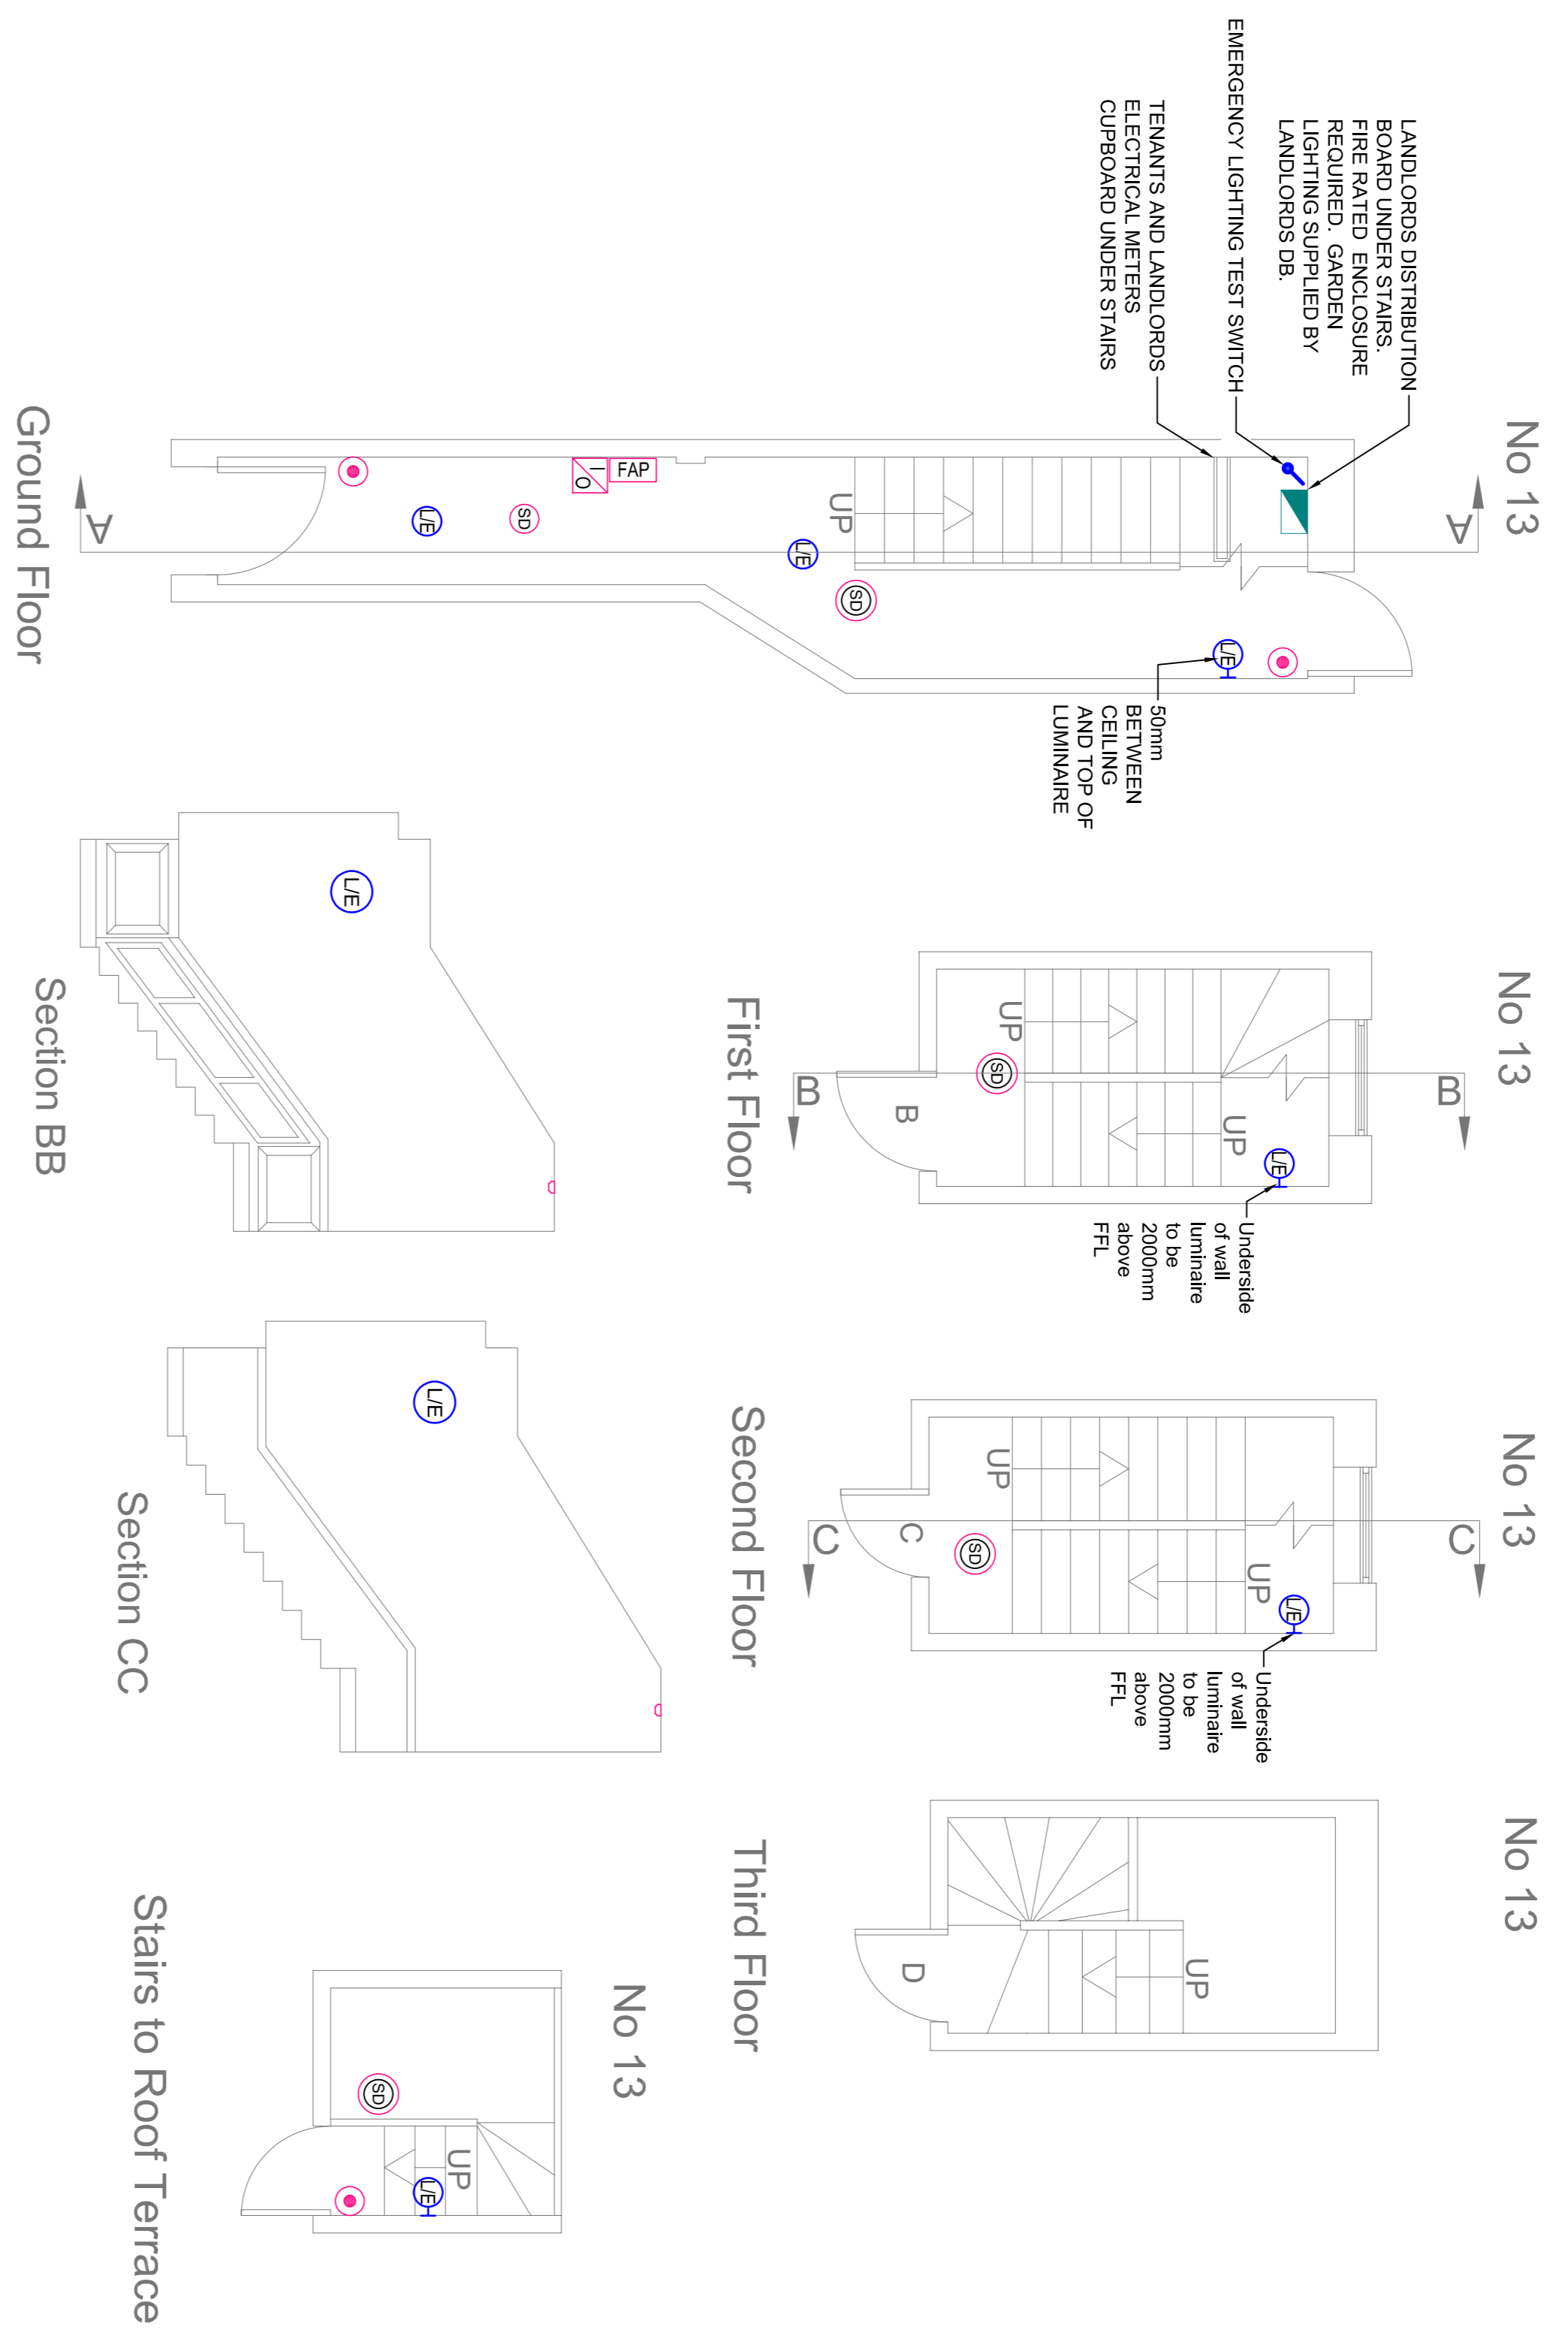 No 13
LANDLORDS DISTRIBUTION
BOARD UNDER STAIRS.
FIRE RATED ENCLOSURE
REQUIRED. GARDEN
LIGHTING SUPPLIED BY
LANDLORDS DB.
EMERGENCY LIGHTING TEST SWITCH
TENANTS AND LANDLORDS
ELECTRICAL METERS
CUPBOARD UNDER STAIRS
A
L/E
50mm
BETWEEN
CEILING
AND TOP OF
LUMINAIRE
UP
SD
L/E
FAP
I
O
SD
L/E
A
Ground Floor
No 13
B
L/E
UP
Underside
of wall
luminaire
to be
2000mm
above
FFL
UP
SD
B
B
First Floor
No 13
C
L/E
UP
Underside
of wall
luminaire
to be
2000mm
above
FFL
UP
SD
C
C
Second Floor
No 13
UP
D
Third Floor
L/E
Section BB
L/E
Section CC
No 13
UP
L/E
SD
Stairs to Roof Terrace